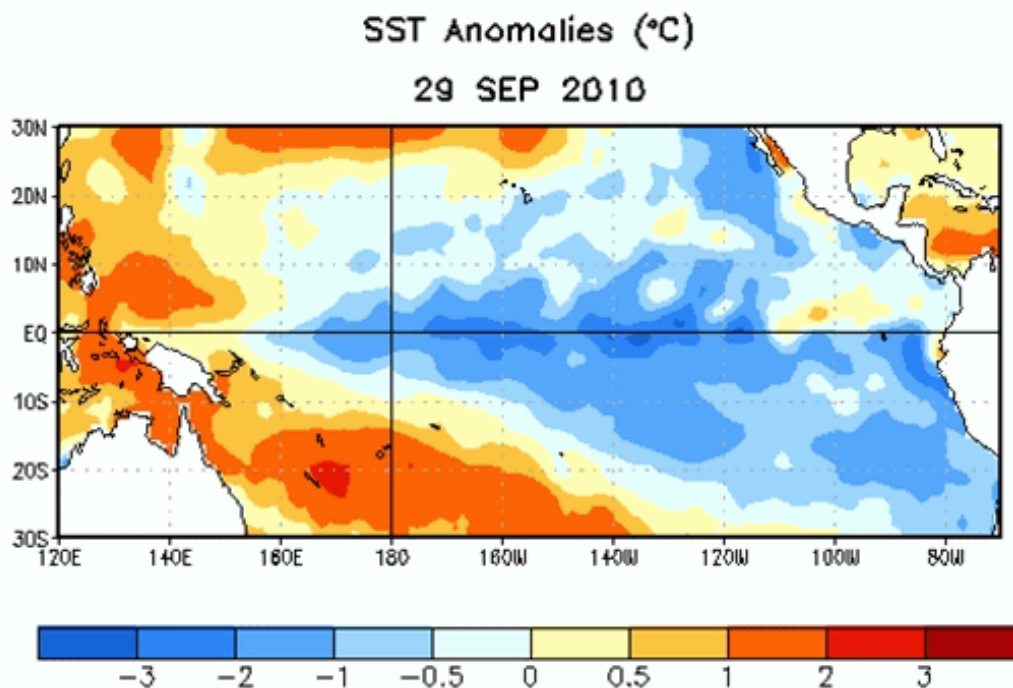 SST Anomalies (°C)
29 SEP 2010
30N
20N
10N
EQ
10S
20S
30S
120E 140E 160E 180 160W 140W 120W 100W 80W
-3 -2 -1 -0.5 0 0.5 1 2 3